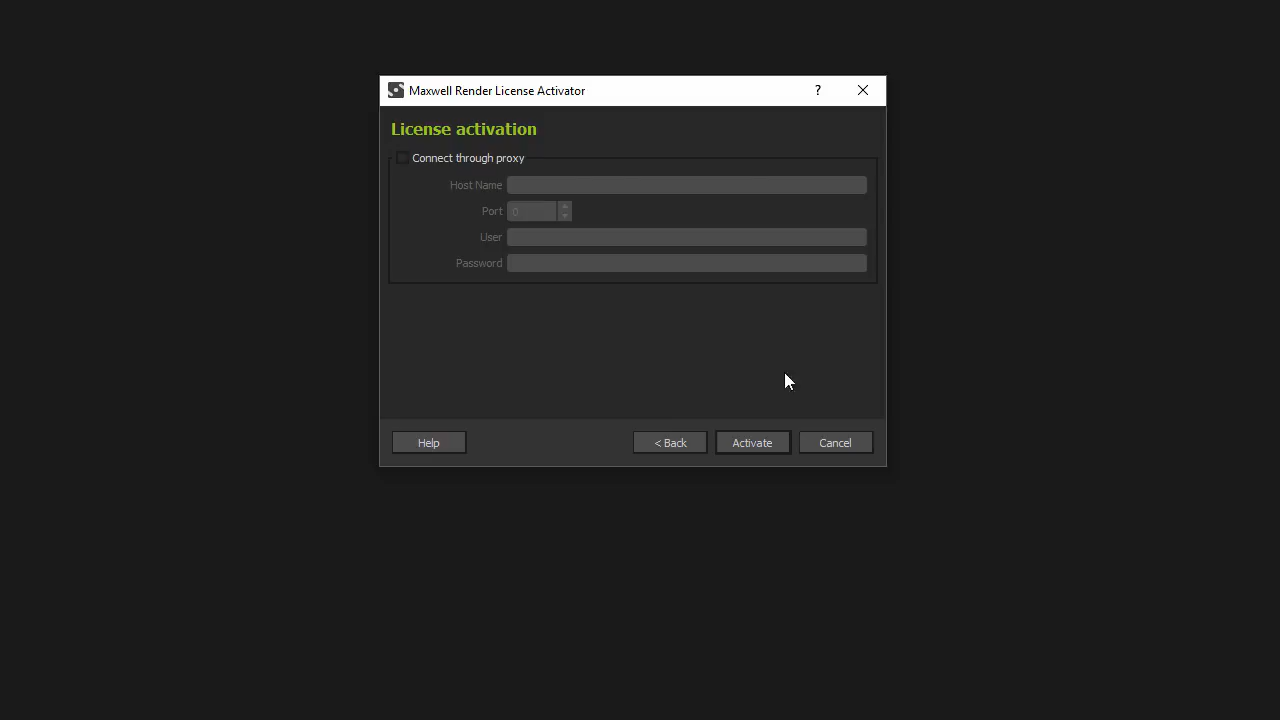 Maxwell Render License Activator ?
License activation
Connect through proxy
Host Name
Port 0
User
Password
Help < Back Activate Cancel